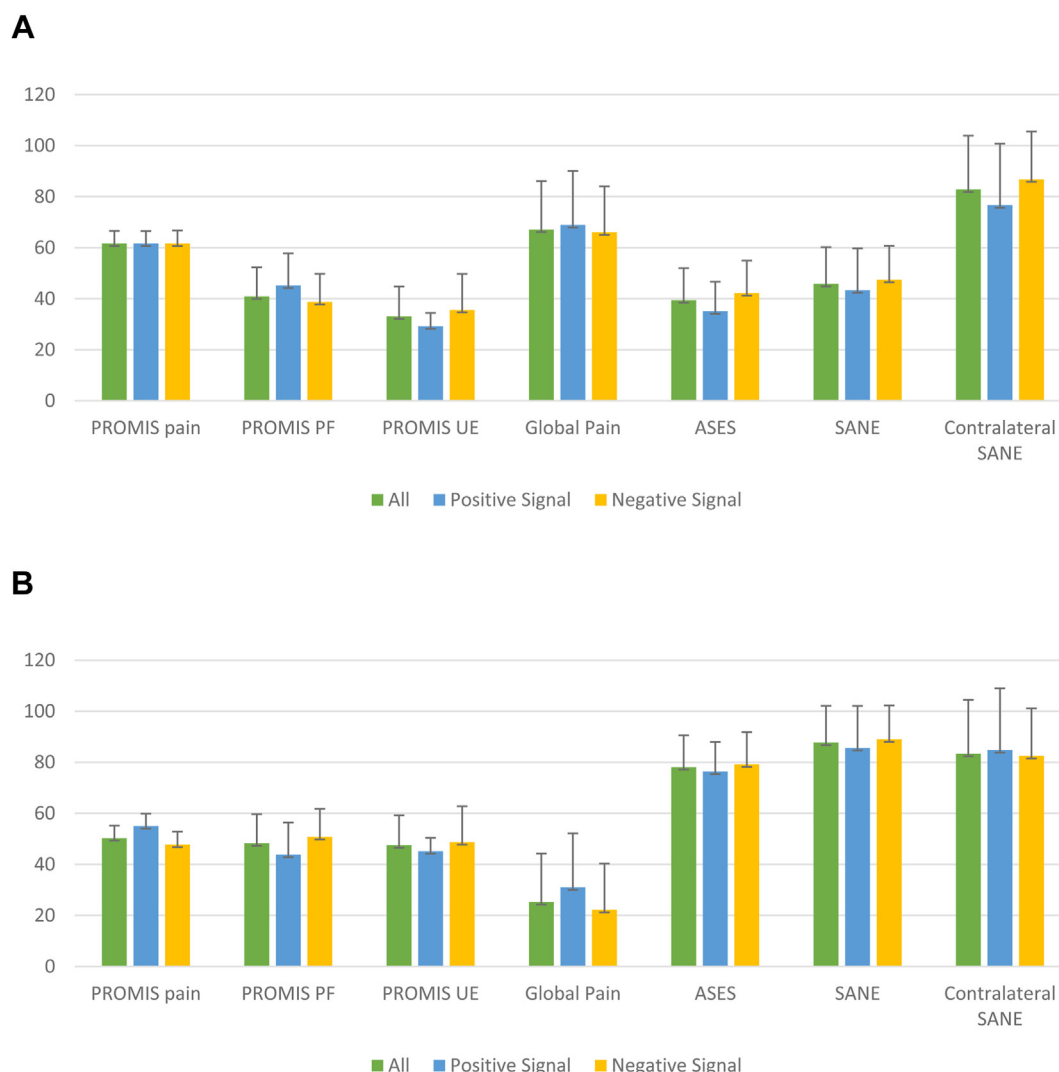 A
120
100
80
60
40
20
0
PROMIS pain PROMIS PF PROMIS UE Global Pain ASES SANE Contralateral
SANE
All Positive Signal Negative Signal
B
120
100
80
60
40
20
0
PROMIS pain PROMIS PF PROMIS UE Global Pain ASES SANE Contralateral
SANE
All Positive Signal Negative Signal